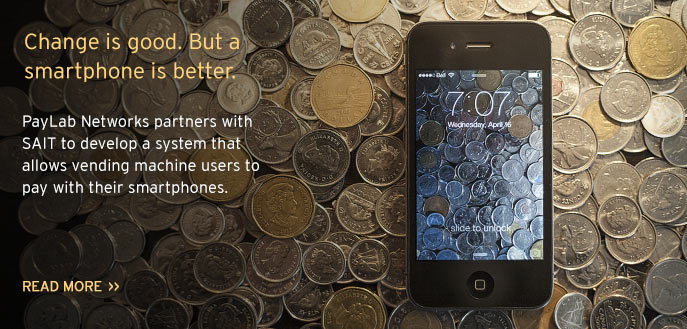 Change is good. But a
smartphone is better.
PayLab Networks partners with
SAIT to develop a system that
allows vending machine users to
pay with their smartphones.
READ MORE >>
Bell
7:07
Wednesday, April 16
slide to unlock